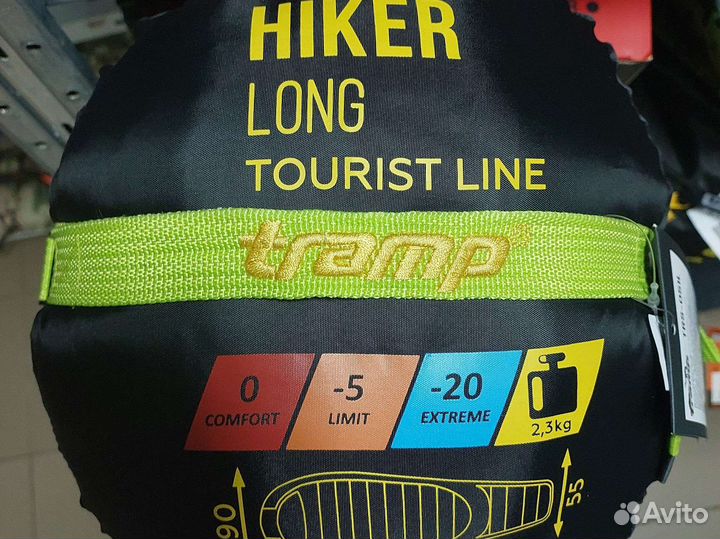 HIKER
LONG
TOURIST LINE
tramp
0
COMFORT
-5
LIMIT
-20
EXTREME
2,3kg
90
55
Avito